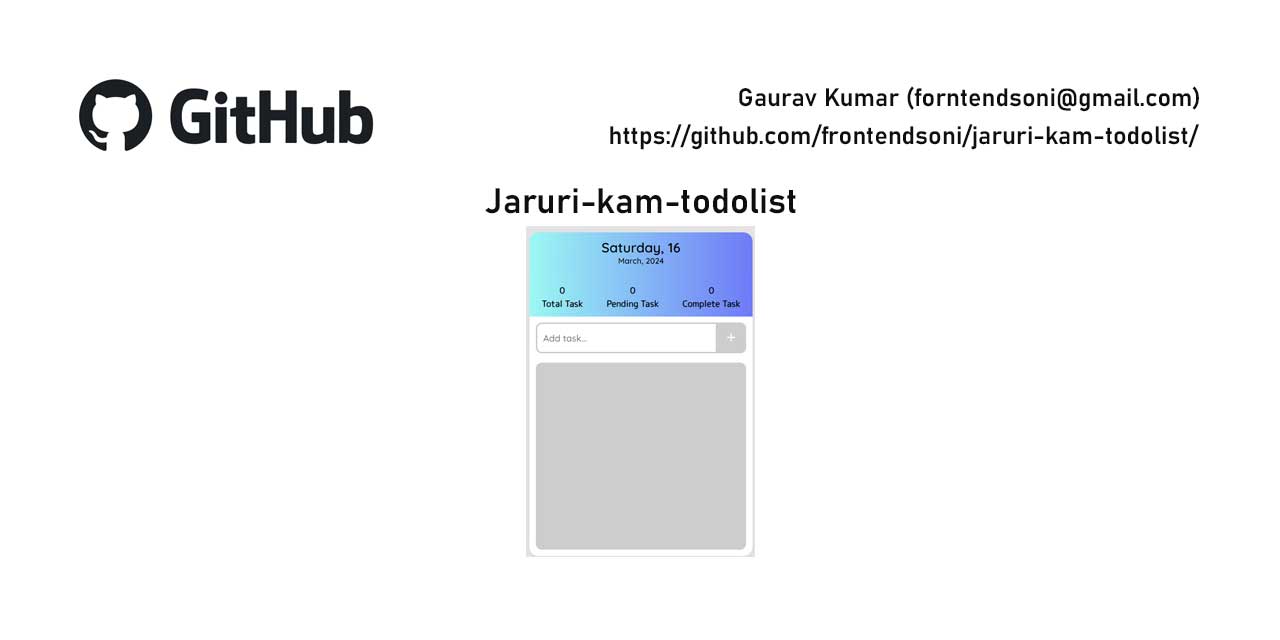 GitHub
Gaurav Kumar (forntendsoni@gmail.com)
https://github.com/frontendsoni/jaruri-kam-todolist/
Jaruri-kam-todolist
Saturday, 16
March, 2024
0 0 0
Total Task Pending Task Complete Task
Add task...
+